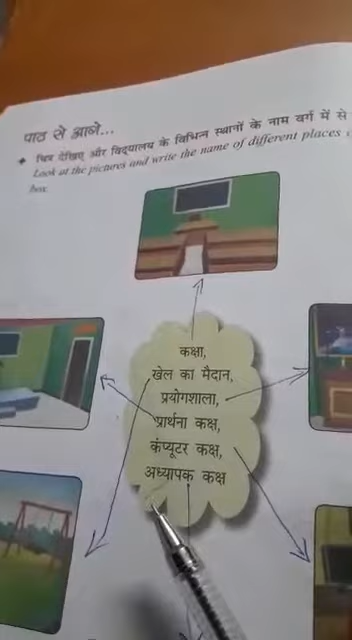 पाठ से आगे...
चित्र देखिए और विद्यालय के विभिन्न स्थानों के नाम वर्ग में से
Look at the pictures and write the name of different places
box.
कक्षा,
खेल का मैदान,
प्रयोगशाला,
प्रार्थना कक्ष,
कंप्यूटर कक्ष,
अध्यापक कक्ष